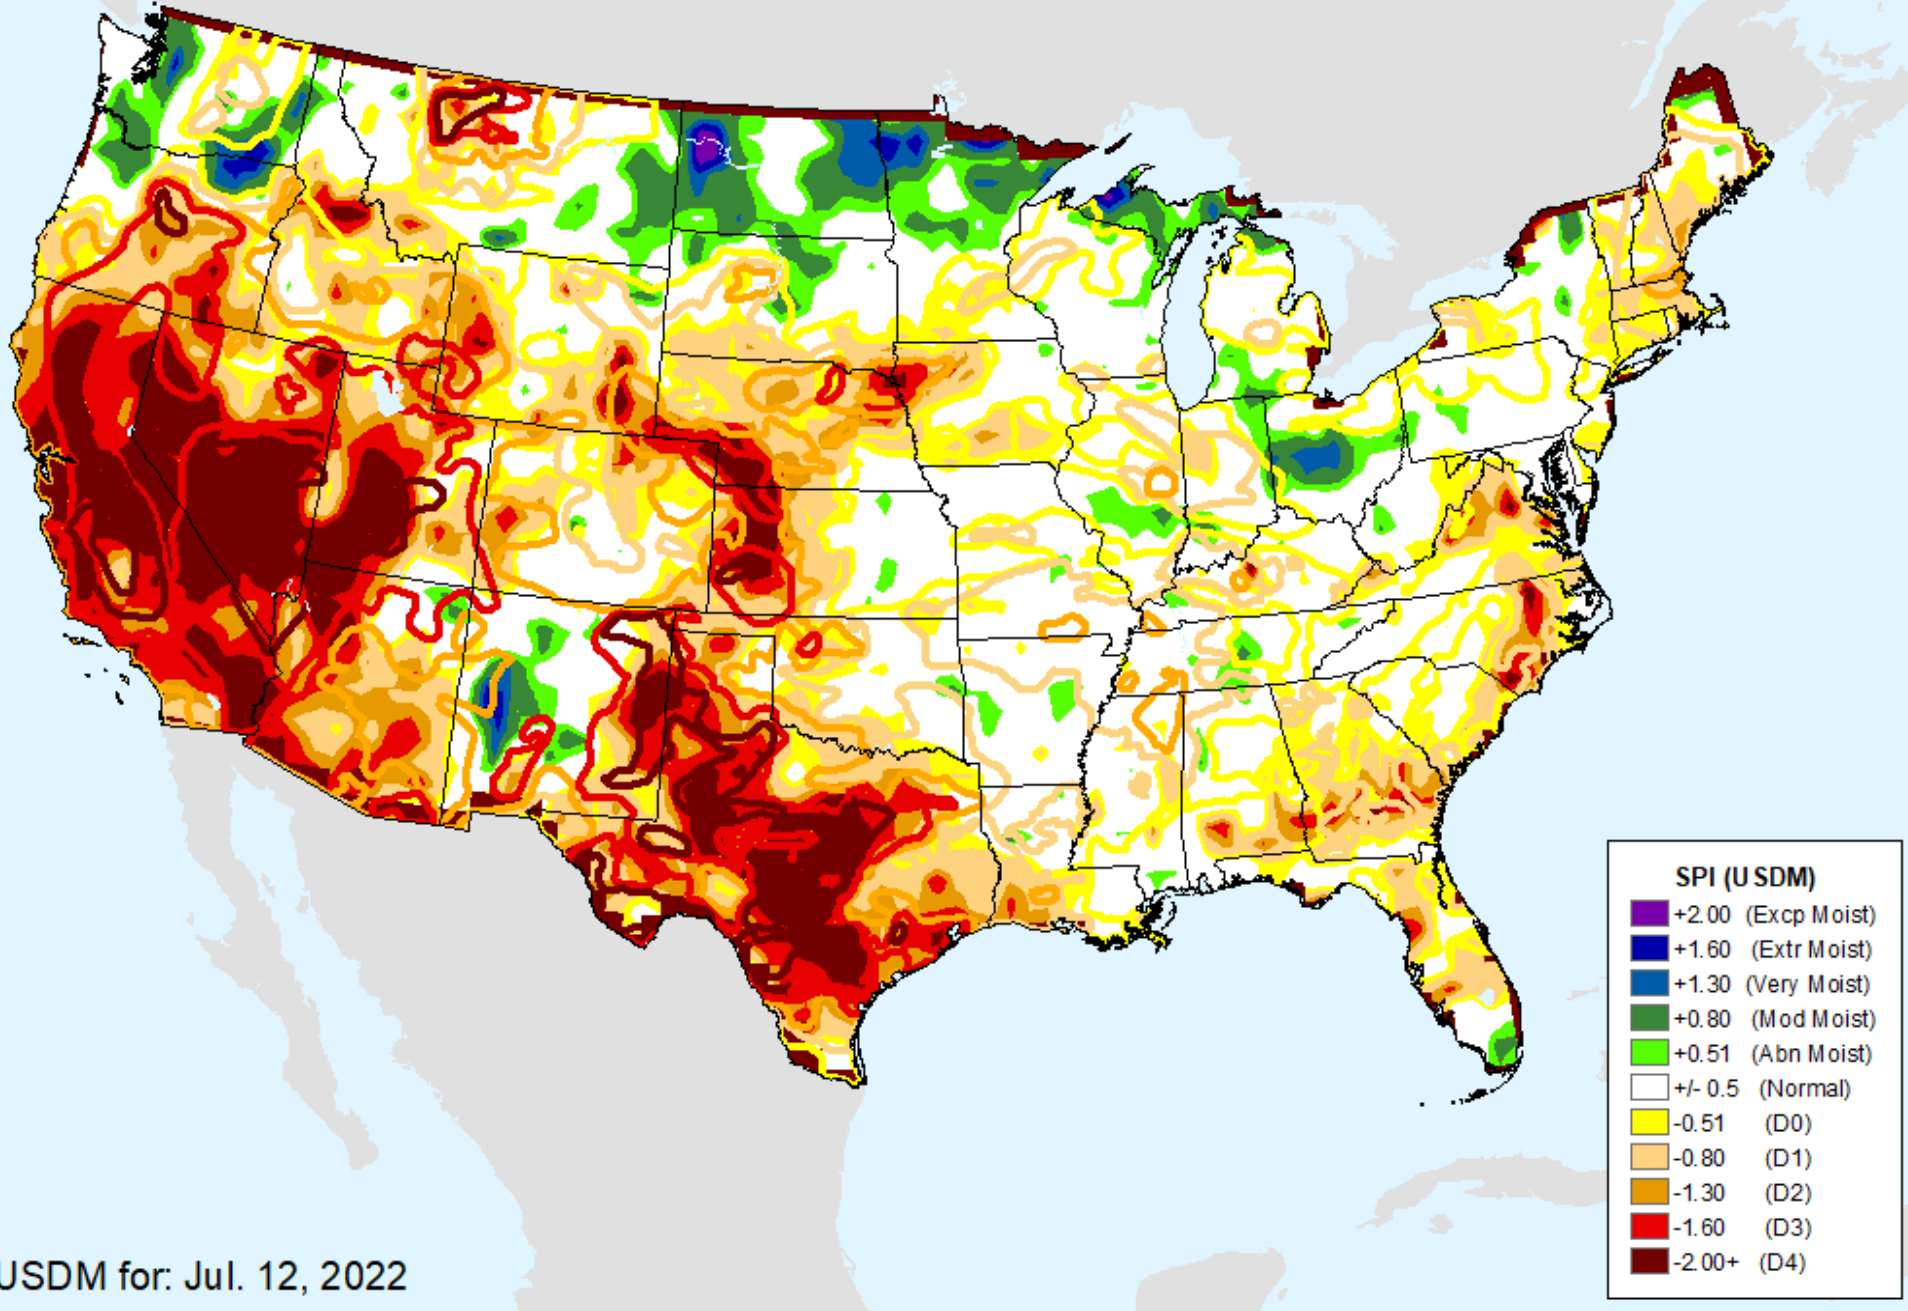 USDM for: Jul. 12, 2022
SPI (USDM)
+2.00 (Excp Moist)
+1.60 (Extr Moist)
+1.30 (Very Moist)
+0.80 (Mod Moist)
+0.51 (Abn Moist)
+/- 0.5 (Normal)
-0.51 (D0)
-0.80 (D1)
-1.30 (D2)
-1.60 (D3)
-2.00+ (D4)